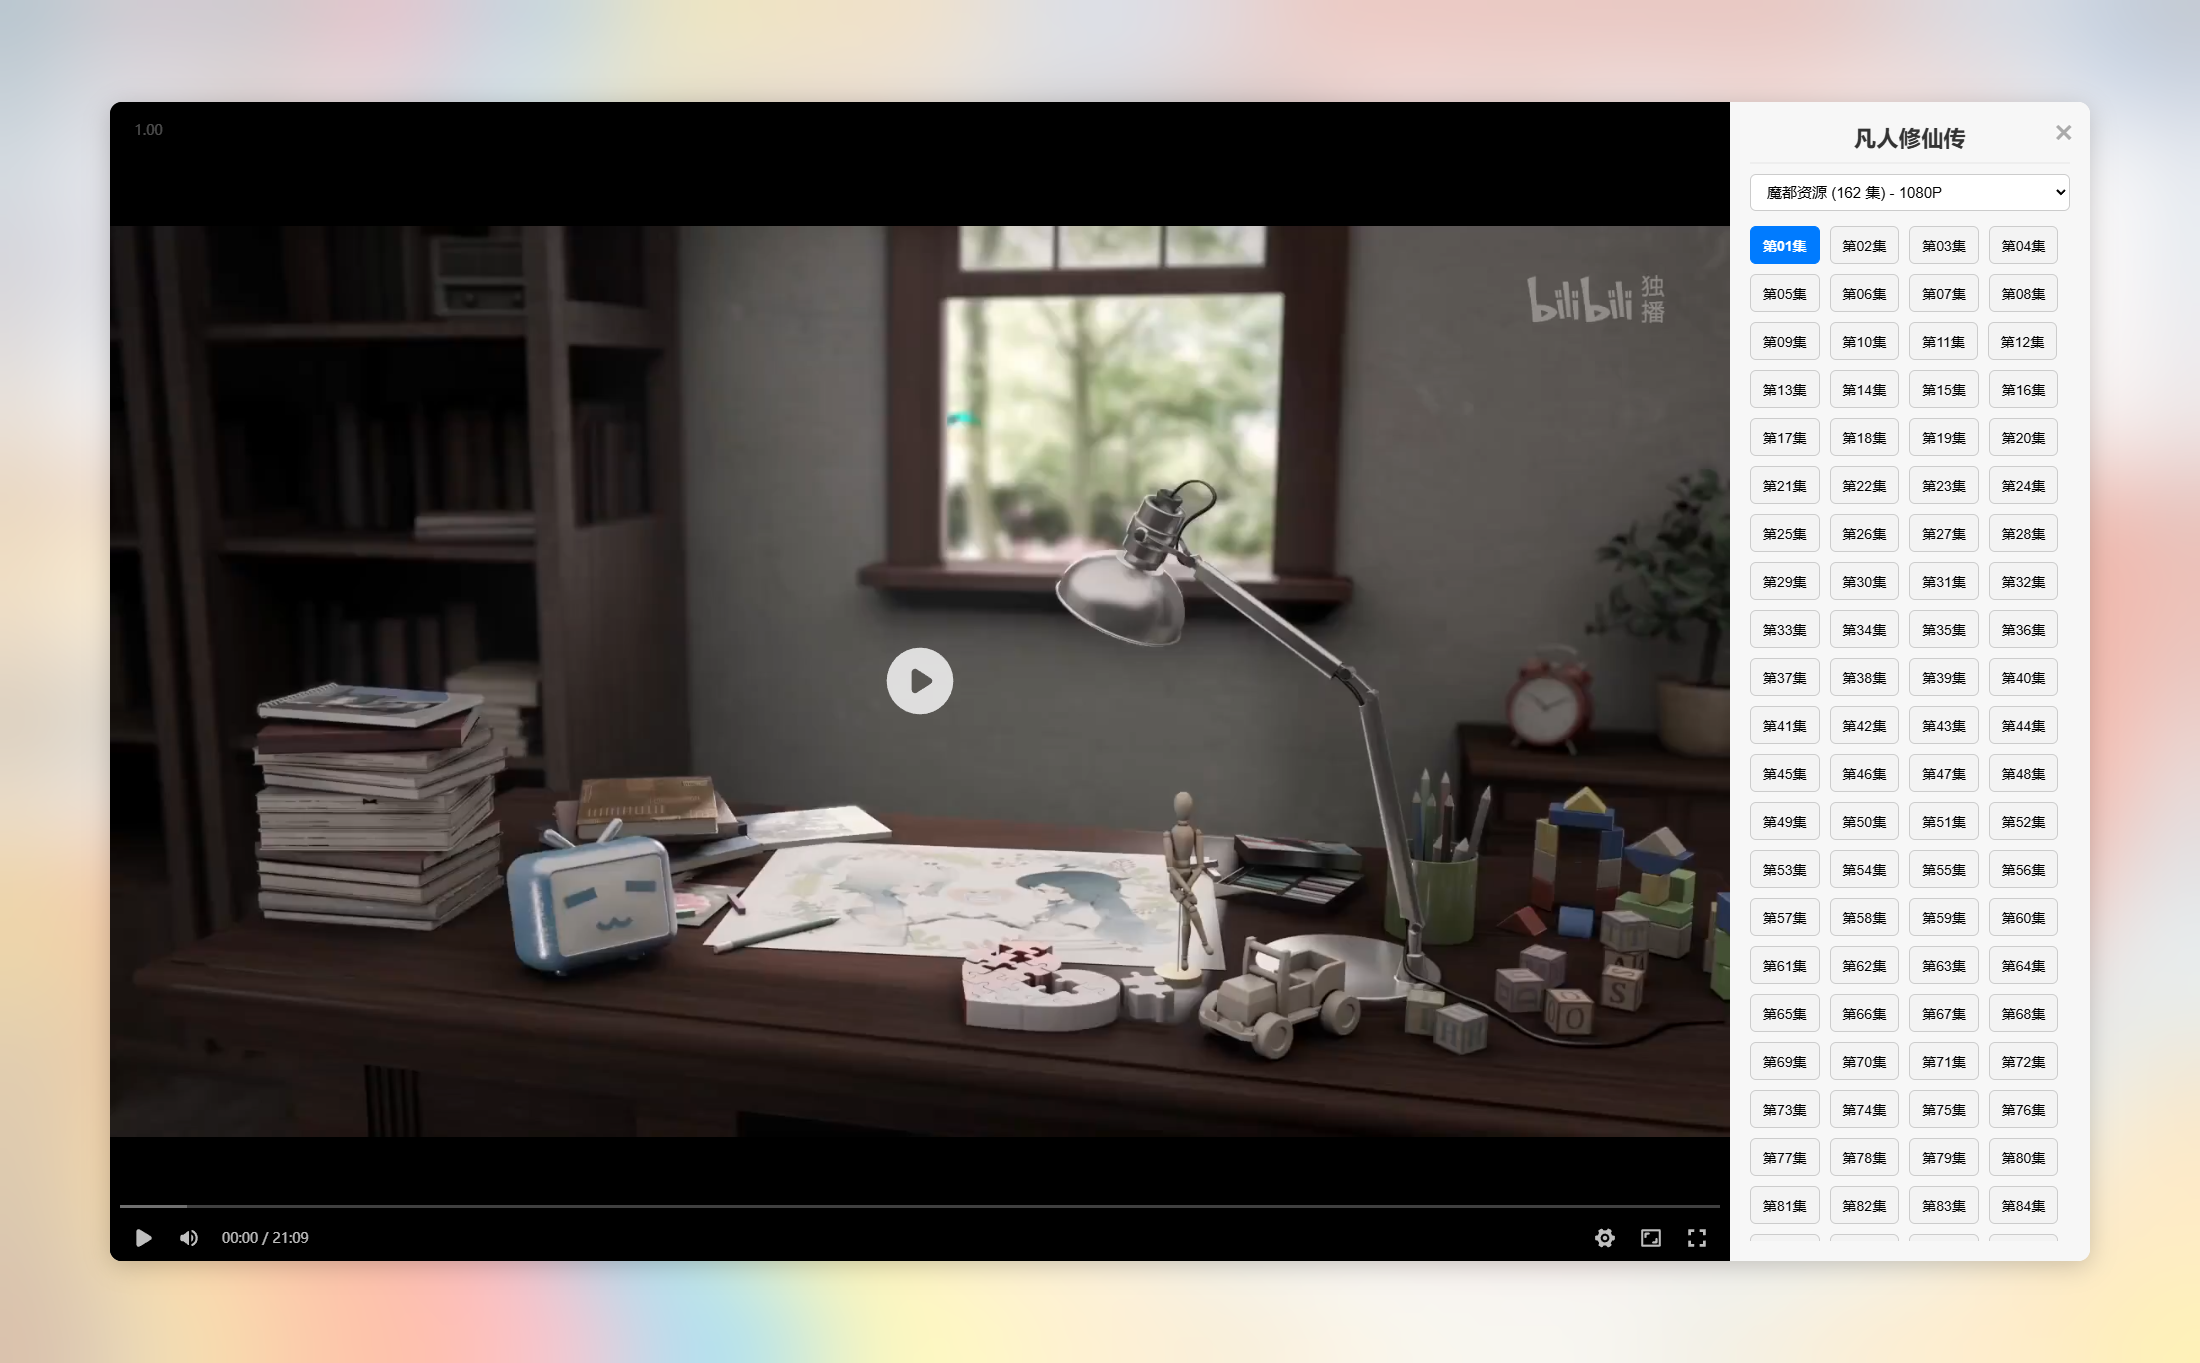 1.00
bilibili 独播
00:00 / 21:09
凡人修仙传
×
魔都资源 (162 集) - 1080P
第01集 第02集 第03集 第04集
第05集 第06集 第07集 第08集
第09集 第10集 第11集 第12集
第13集 第14集 第15集 第16集
第17集 第18集 第19集 第20集
第21集 第22集 第23集 第24集
第25集 第26集 第27集 第28集
第29集 第30集 第31集 第32集
第33集 第34集 第35集 第36集
第37集 第38集 第39集 第40集
第41集 第42集 第43集 第44集
第45集 第46集 第47集 第48集
第49集 第50集 第51集 第52集
第53集 第54集 第55集 第56集
第57集 第58集 第59集 第60集
第61集 第62集 第63集 第64集
第65集 第66集 第67集 第68集
第69集 第70集 第71集 第72集
第73集 第74集 第75集 第76集
第77集 第78集 第79集 第80集
第81集 第82集 第83集 第84集